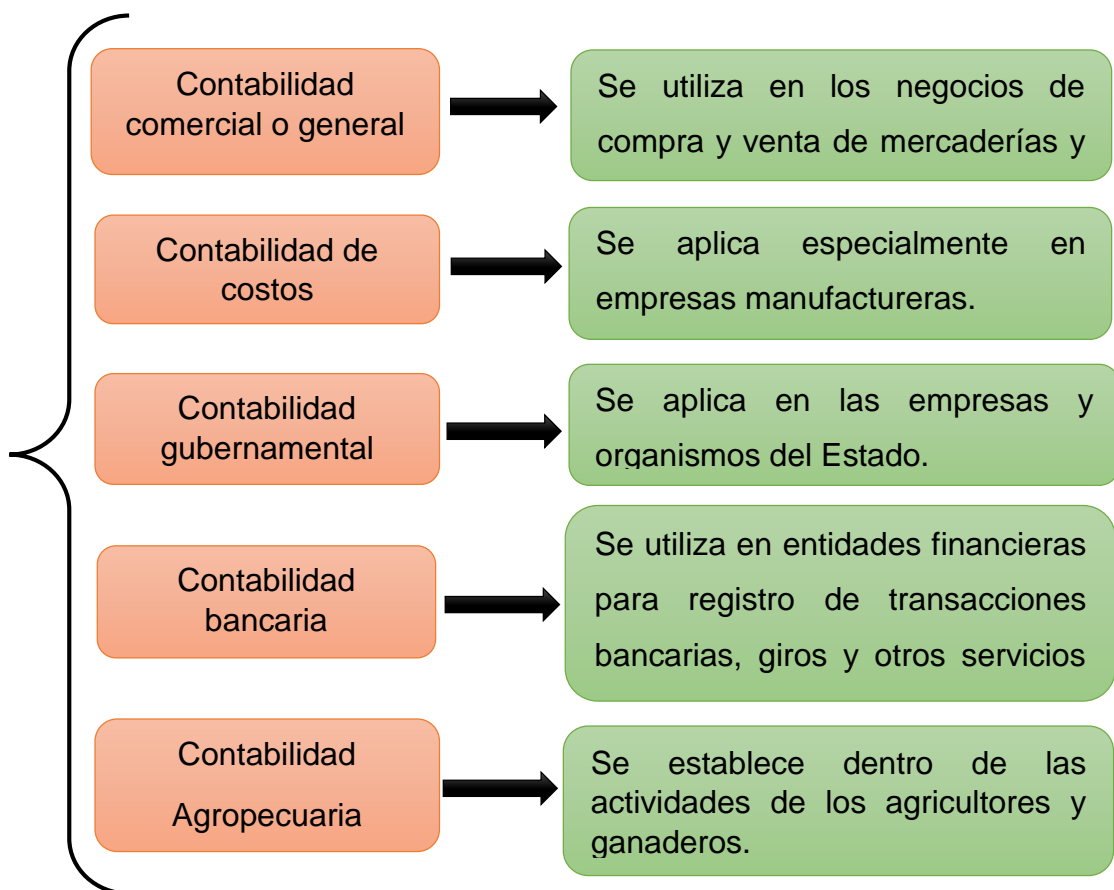 Contabilidad
comercial o general
Se utiliza en los negocios de
compra y venta de mercaderías y
Contabilidad de
costos
Se aplica especialmente en
empresas manufactureras.
Contabilidad
gubernamental
Se aplica en las empresas y
organismos del Estado.
Contabilidad
bancaria
Se utiliza en entidades financieras
para registro de transacciones
bancarias, giros y otros servicios
Contabilidad
Agropecuaria
Se establece dentro de las
actividades de los agricultores y
ganaderos.